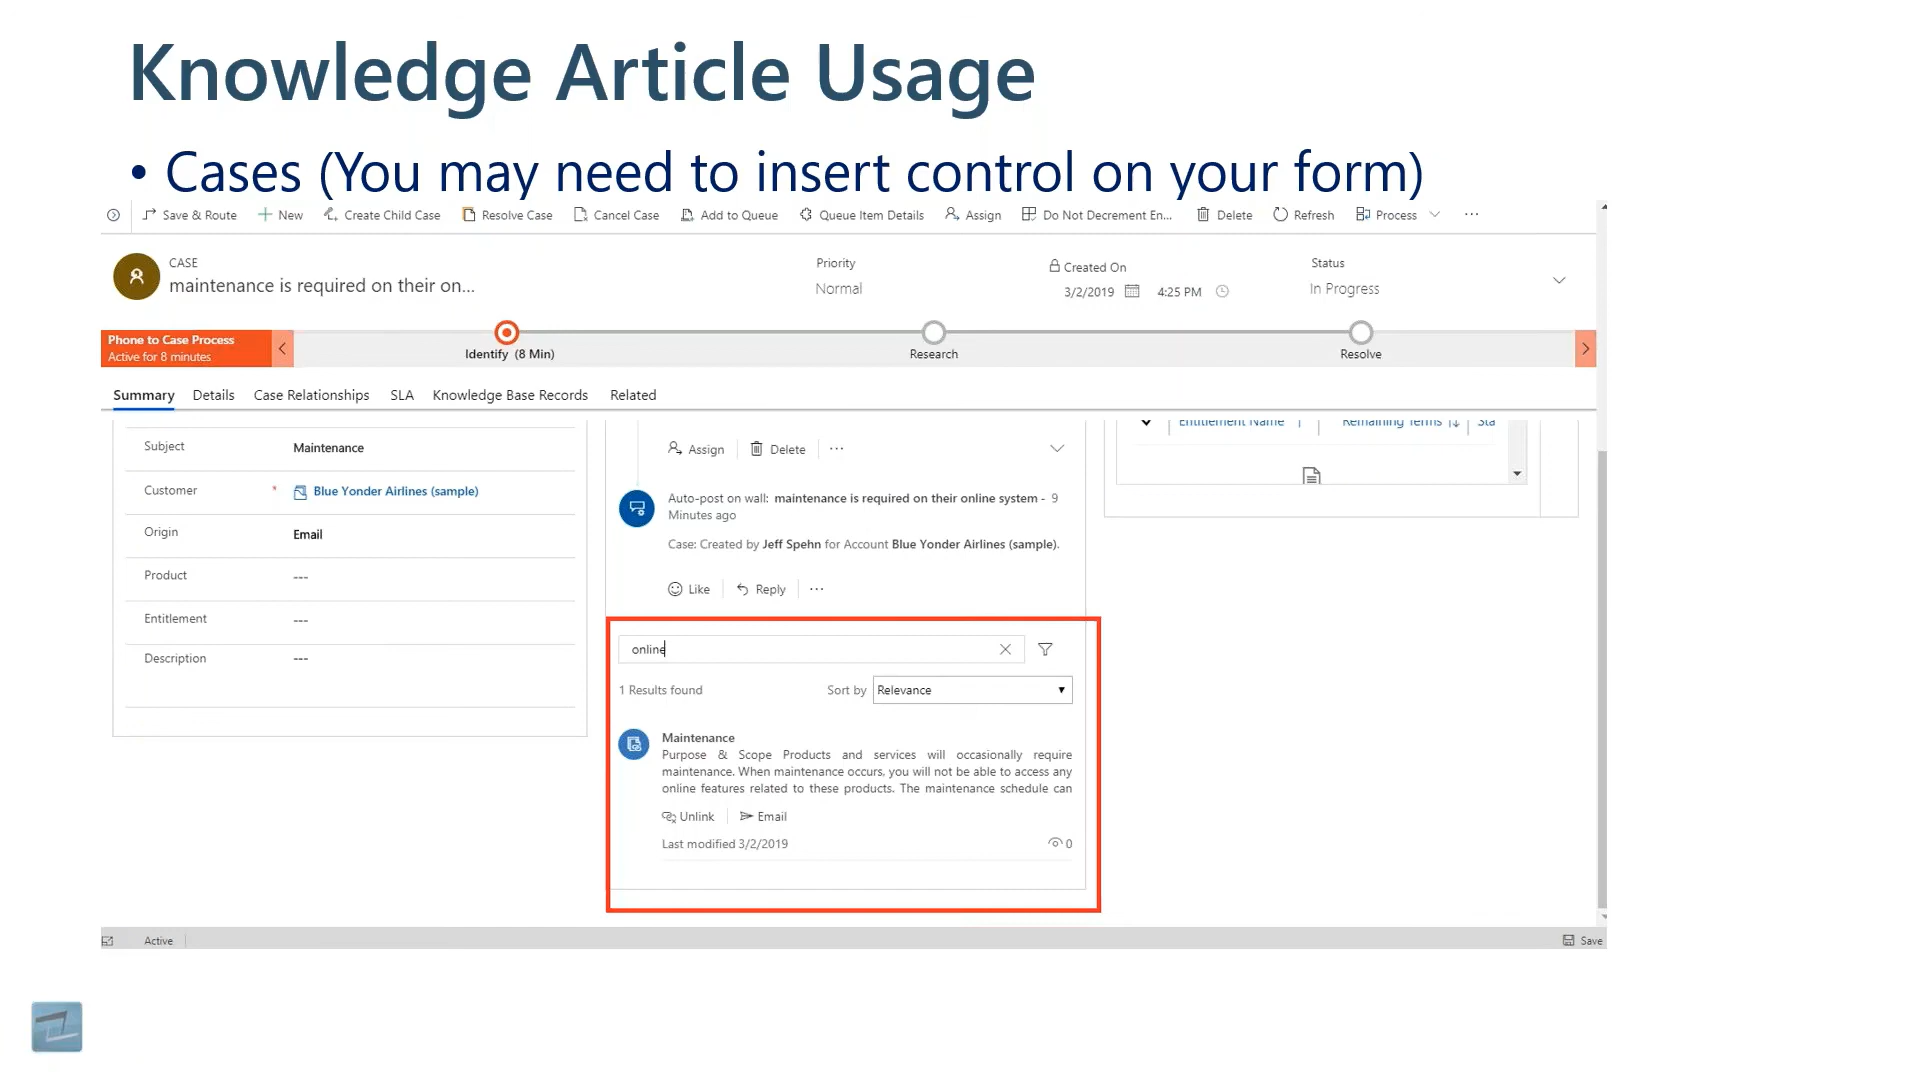 Knowledge Article Usage
• Cases (You may need to insert control on your form)
Save & Route New Create Child Case Resolve Case Cancel Case Add to Queue Queue Item Details Assign Do Not Decrement En... Delete Refresh Process ...
CASE
maintenance is required on their on...
Priority
Normal
Created On
3/2/2019 4:25 PM
Status
In Progress
Phone to Case Process
Active for 8 minutes
Identify (8 Min)
Research
Resolve
Summary Details Case Relationships SLA Knowledge Base Records Related
Subject Maintenance
Customer * Blue Yonder Airlines (sample)
Origin Email
Product ---
Entitlement ---
Description ---
Assign Delete ...
Auto-post on wall: maintenance is required on their online system - 9
Minutes ago
Case: Created by Jeff Spehn for Account Blue Yonder Airlines (sample).
Like Reply ...
online
1 Results found Sort by Relevance
Maintenance
Purpose & Scope Products and services will occasionally require
maintenance. When maintenance occurs, you will not be able to access any
online features related to these products. The maintenance schedule can
Unlink Email
Last modified 3/2/2019 0
Entitlement Name Remaining Terms Sta
Active Save